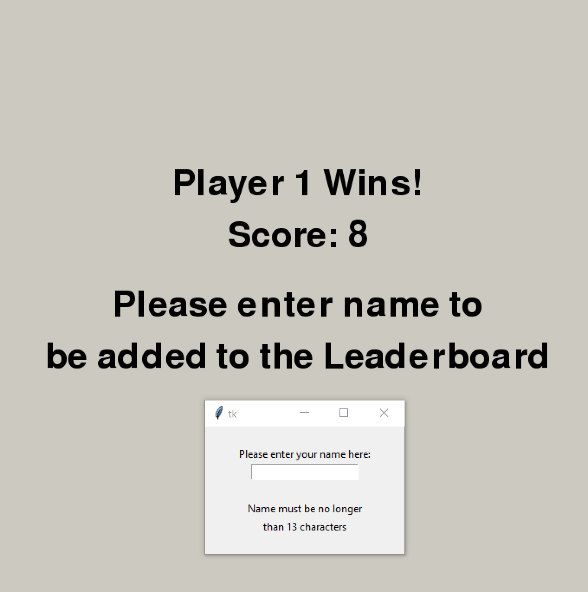 Player 1 Wins!
Score: 8
Please enter name to
be added to the Leaderboard
tk
Please enter your name here:
Name must be no longer
than 13 characters